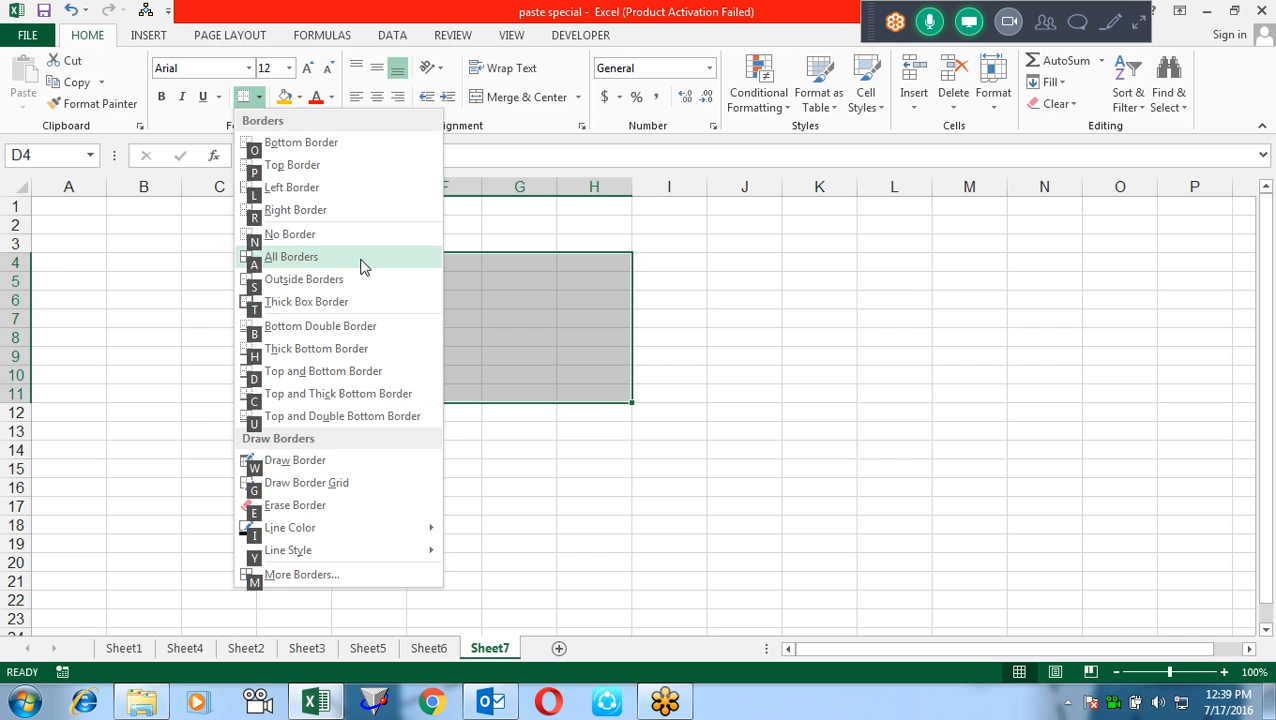 paste special - Excel (Product Activation Failed)
FILE HOME INSERT PAGE LAYOUT FORMULAS DATA REVIEW VIEW DEVELOPER Sign in
Paste
Cut
Copy
Format Painter
Clipboard
Arial 12
B I U
Wrap Text
Merge & Center
lignment
General
$ % ,
Number
Conditional Formatting
Format as Table
Cell Styles
Styles
Insert Delete Format
Cells
AutoSum
Fill
Clear
Sort & Filter
Find & Select
Editing
D4
fx
A B C F G H I J K L M N O P
1
2
3
4
5
6
7
8
9
10
11
12
13
14
15
16
17
18
19
20
21
22
23
24
Borders
O Bottom Border
P Top Border
L Left Border
R Right Border
N No Border
A All Borders
S Outside Borders
T Thick Box Border
B Bottom Double Border
H Thick Bottom Border
D Top and Bottom Border
C Top and Thick Bottom Border
U Top and Double Bottom Border
Draw Borders
W Draw Border
G Draw Border Grid
E Erase Border
I Line Color
Y Line Style
M More Borders...
Sheet1 Sheet4 Sheet2 Sheet3 Sheet5 Sheet6 Sheet7
READY
100%
12:39 PM
7/17/2016